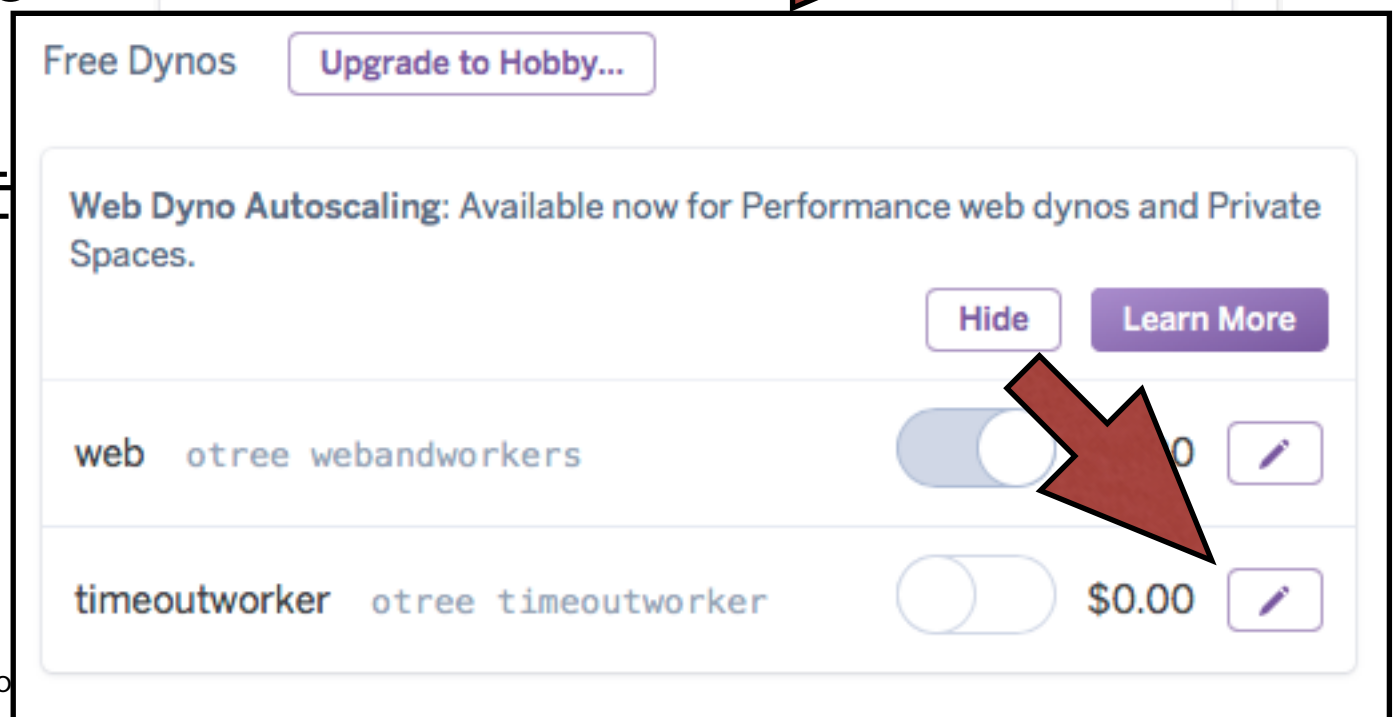 Free Dynos Upgrade to Hobby...
Web Dyno Autoscaling: Available now for Performance web dynos and Private
Spaces.
Hide Learn More
web otree webandworkers
timeoutworker otree timeoutworker $0.00